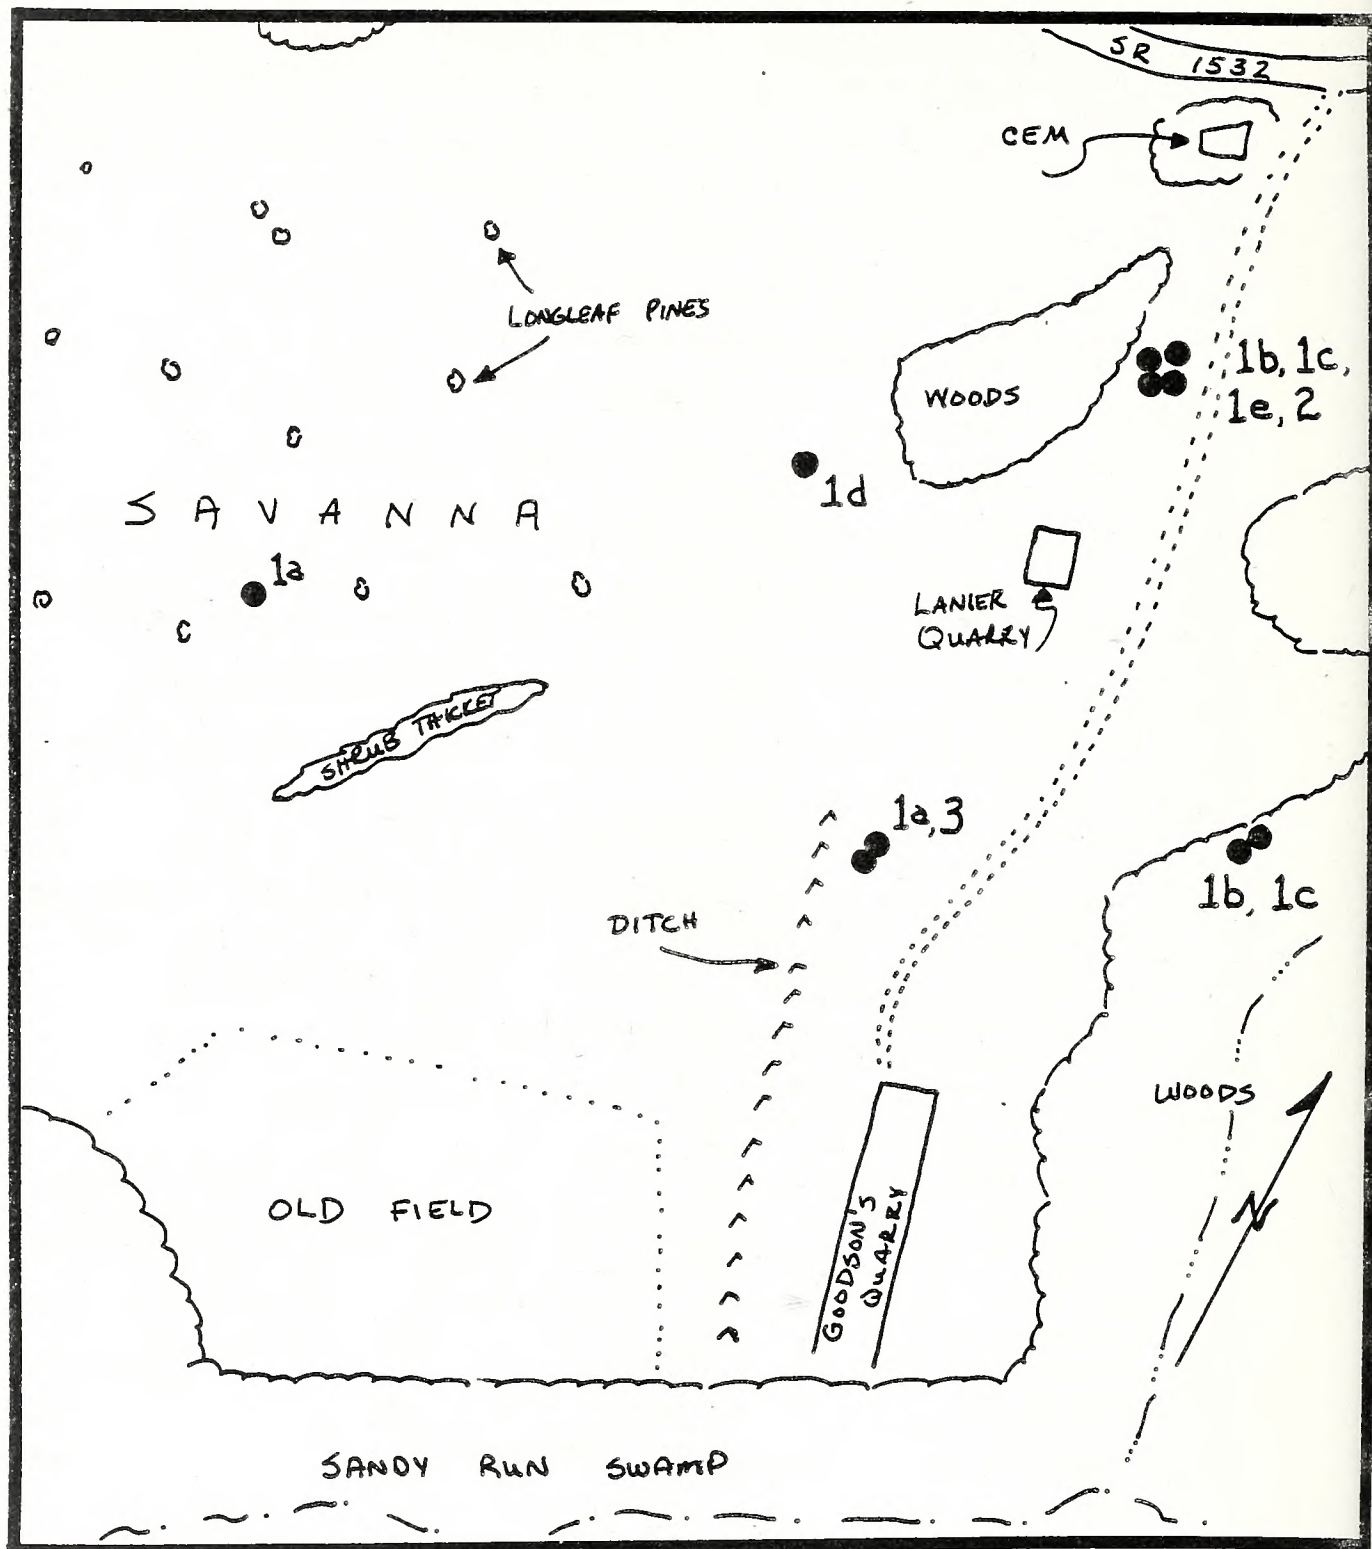 SR 1532
CEM
LONGLEAF PINES
WOODS
1b, 1c,
1e, 2
1d
SAVANNA
1a
LANIER
QUARRY
SHRUB THICKET
1a,3
1b, 1c
DITCH
WOODS
N
OLD FIELD
GOODSON'S
QUARRY
SANDY RUN SWAMP